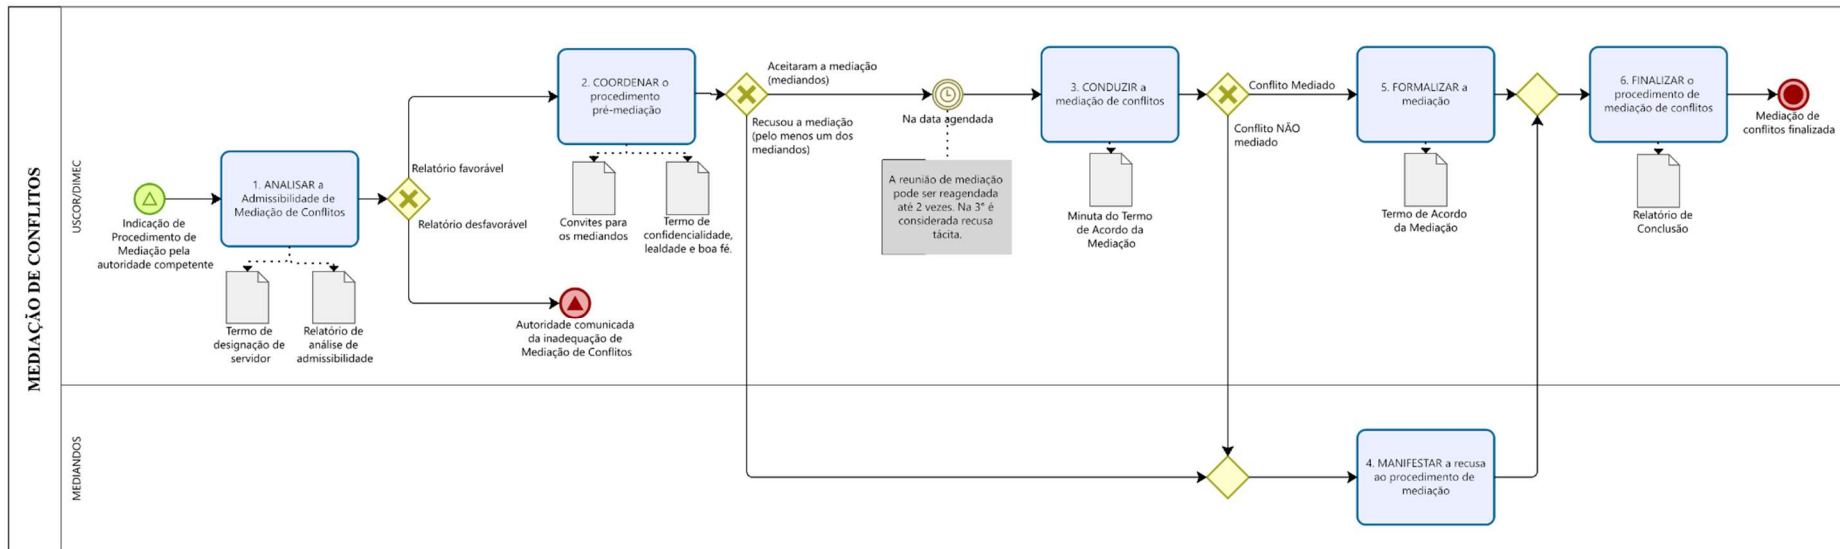 MEDIAÇÃO DE CONFLITOS
USCOR/DIMEC
Indicação de
Procedimento de
Mediação pela
autoridade competente
1. ANALISAR a
Admissibilidade de
Mediação de Conflitos
Termo de
designação de
servidor
Relatório de
análise de
admissibilidade
Relatório favorável
Relatório desfavorável
Autoridade comunicada
da inadequação de
Mediação de Conflitos
2. COORDENAR o
procedimento
pré-mediação
Convites para
os mediandos
Termo de
confidencialidade,
lealdade e boa fé.
Aceitaram a mediação
(mediandos)
Recusou a mediação
(pelo menos um dos
mediandos)
Na data agendada
A reunião de mediação
pode ser reagendada
até 2 vezes. Na 3° é
considerada recusa
tácita.
3. CONDUZIR a
mediação de conflitos
Minuta do Termo
de Acordo da
Mediação
Conflito Mediado
Conflito NÃO
mediado
5. FORMALIZAR a
mediação
Termo de Acordo
da Mediação
6. FINALIZAR o
procedimento de
mediação de conflitos
Relatório de
Conclusão
Mediação de
conflitos finalizada
MEDIANDOS
4. MANIFESTAR a recusa
ao procedimento de
mediação